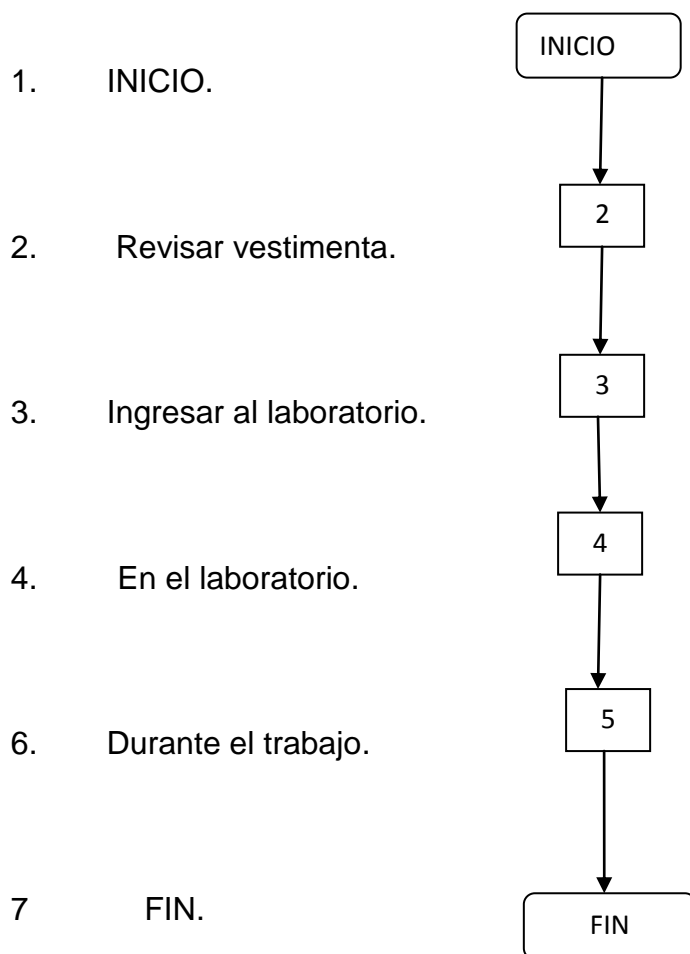 INICIO
1. INICIO.
2
2. Revisar vestimenta.
3
3. Ingresar al laboratorio.
4
4. En el laboratorio.
5
6. Durante el trabajo.
7 FIN.
FIN